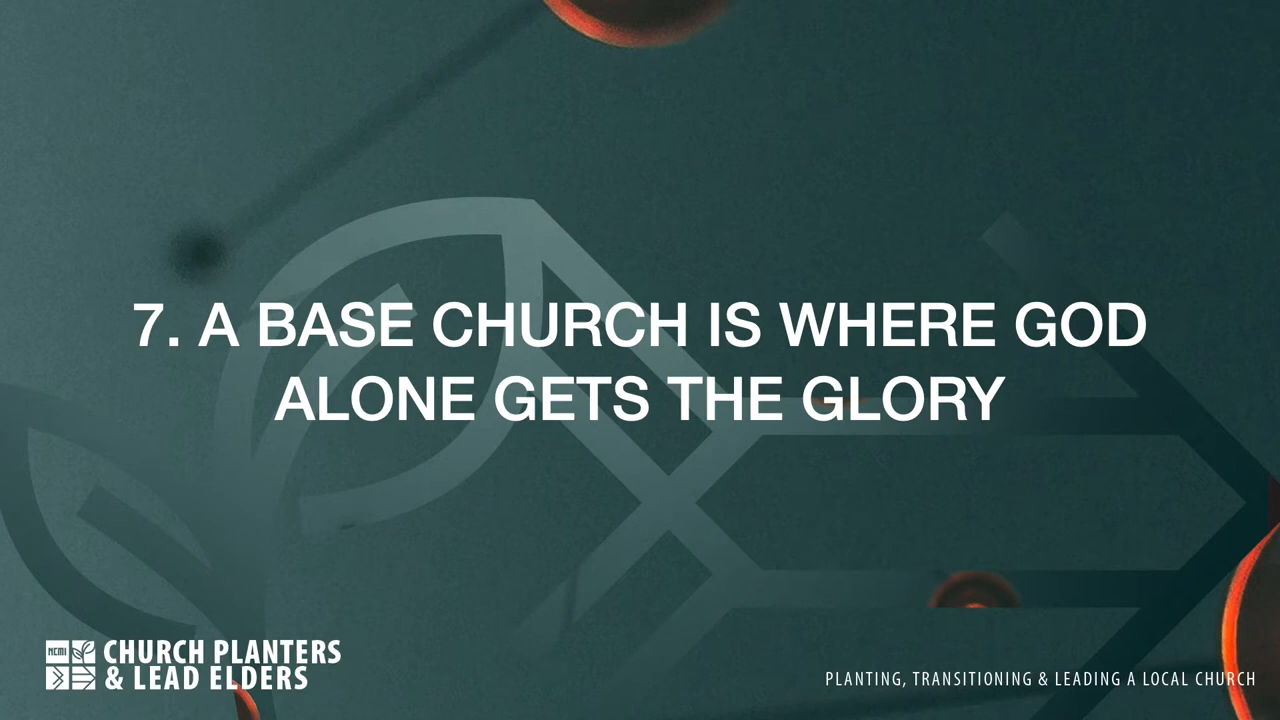 7. A BASE CHURCH IS WHERE GOD
ALONE GETS THE GLORY
NCMI
CHURCH PLANTERS
& LEAD ELDERS
PLANTING, TRANSITIONING & LEADING A LOCAL CHURCH